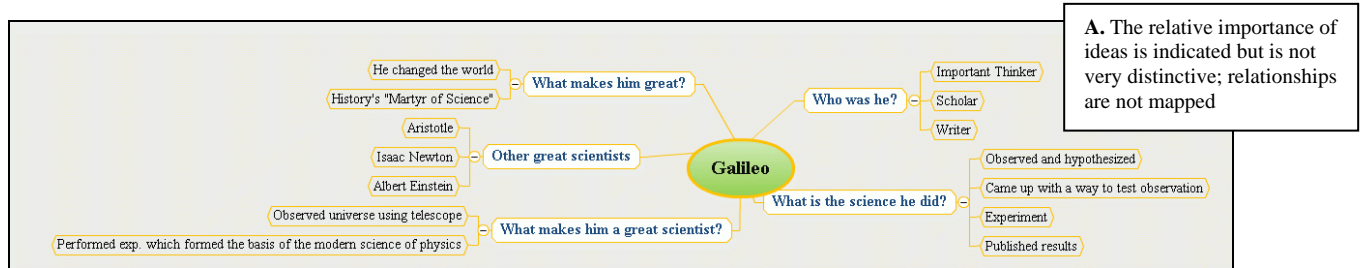 A. The relative importance of
ideas is indicated but is not
very distinctive; relationships
are not mapped
He changed the world
History's "Martyr of Science"
What makes him great?
Aristotle
Isaac Newton
Albert Einstein
Other great scientists
Observed universe using telescope
Performed exp. which formed the basis of the modern science of physics
What makes him a great scientist?
Galileo
Who was he?
Important Thinker
Scholar
Writer
What is the science he did?
Observed and hypothesized
Came up with a way to test observation
Experiment
Published results